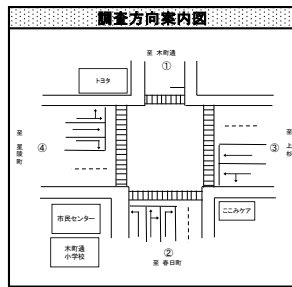 調査方向案内図
至 木町通
①
トヨタ
至 星陵町
④
③
至 上杉
市民センター
木町通
小学校
ここみケア
②
至 春日町